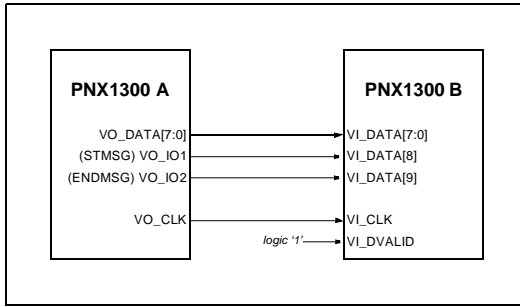 PNX1300 A
PNX1300 B
VO_DATA[7:0]
VI_DATA[7:0]
(STMSG) VO_IO1
VI_DATA[8]
(ENDMSG) VO_IO2
VI_DATA[9]
VO_CLK
VI_CLK
logic ‘1’
VI_DVALID